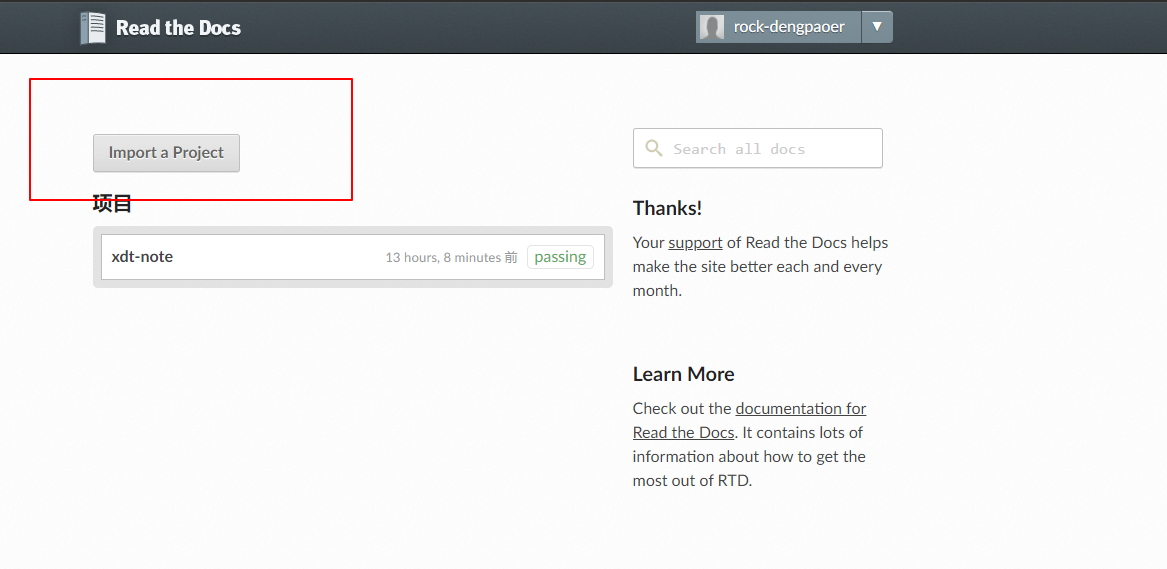 Read the Docs
rock-dengpaoer
Import a Project
项目
xdt-note
13 hours, 8 minutes 前
passing
Search all docs
Thanks!
Your support of Read the Docs helps
make the site better each and every
month.
Learn More
Check out the documentation for
Read the Docs. It contains lots of
information about how to get the
most out of RTD.